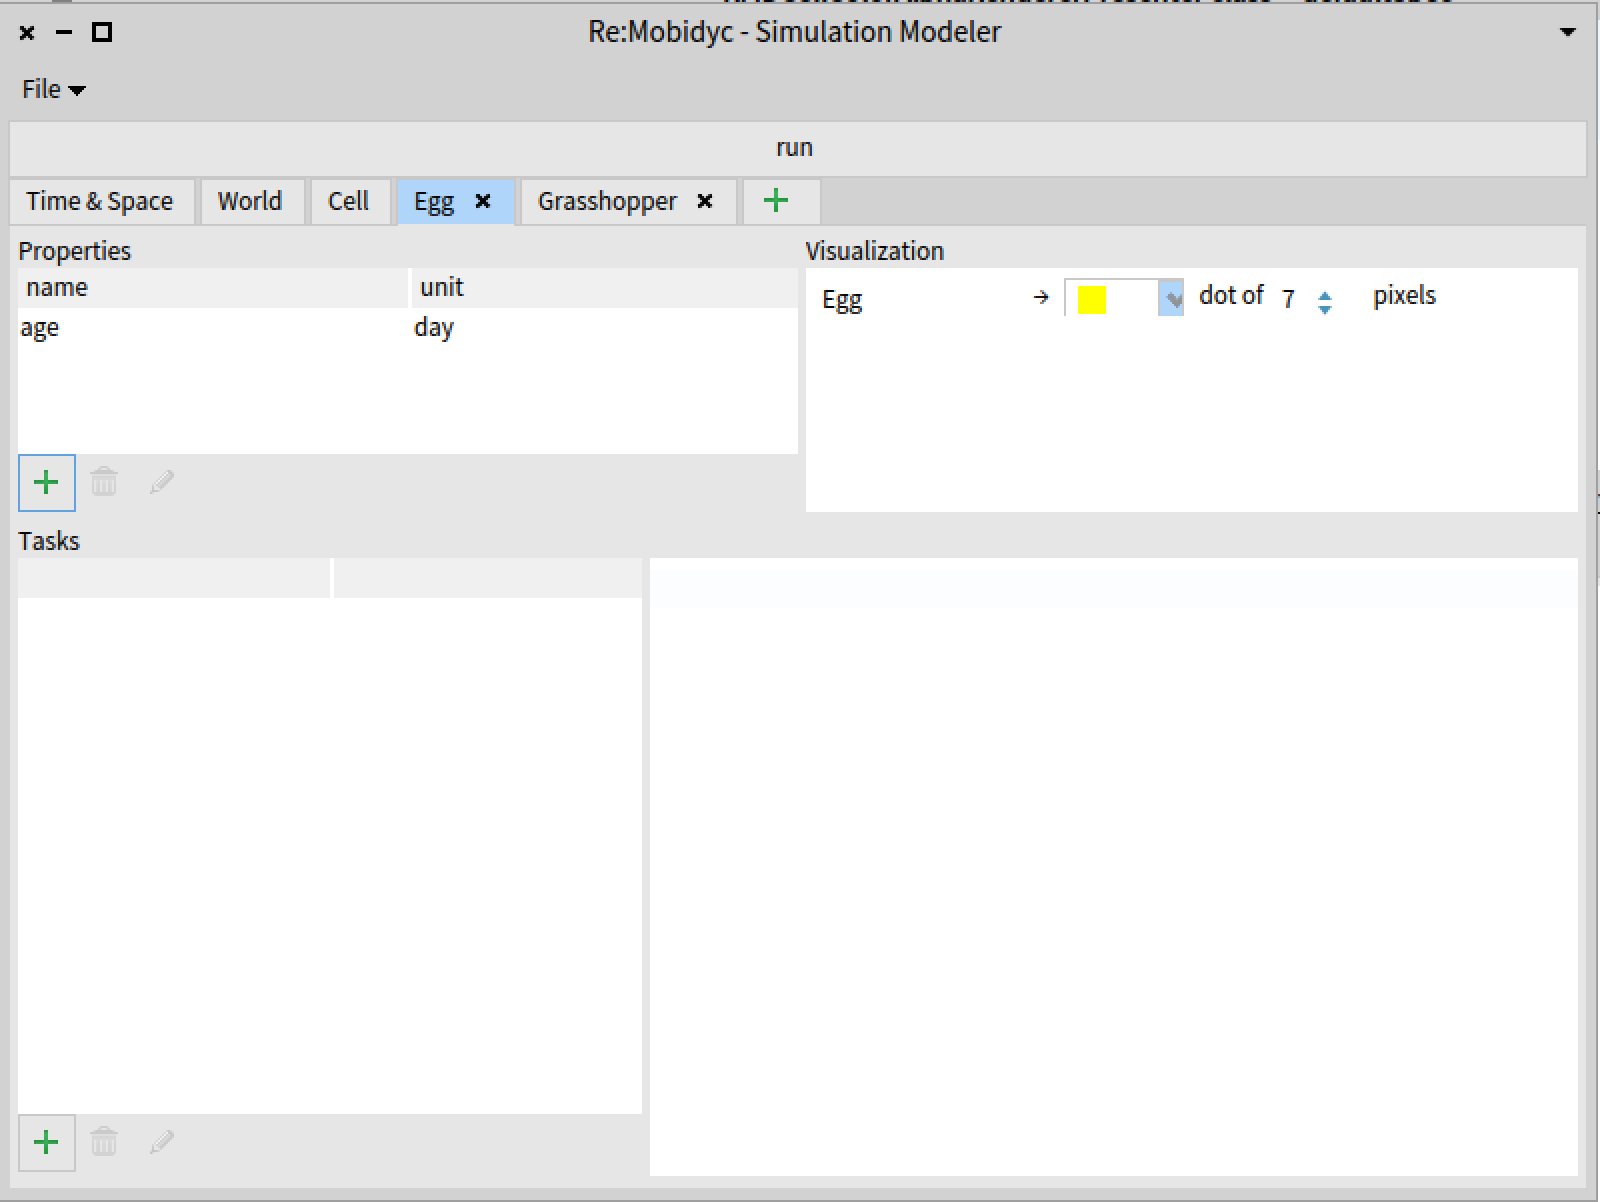 Re:Mobidyc - Simulation Modeler
File
run
Time & Space World Cell Egg Grasshopper
Properties
name unit
age day
Visualization
Egg → dot of 7 pixels
Tasks